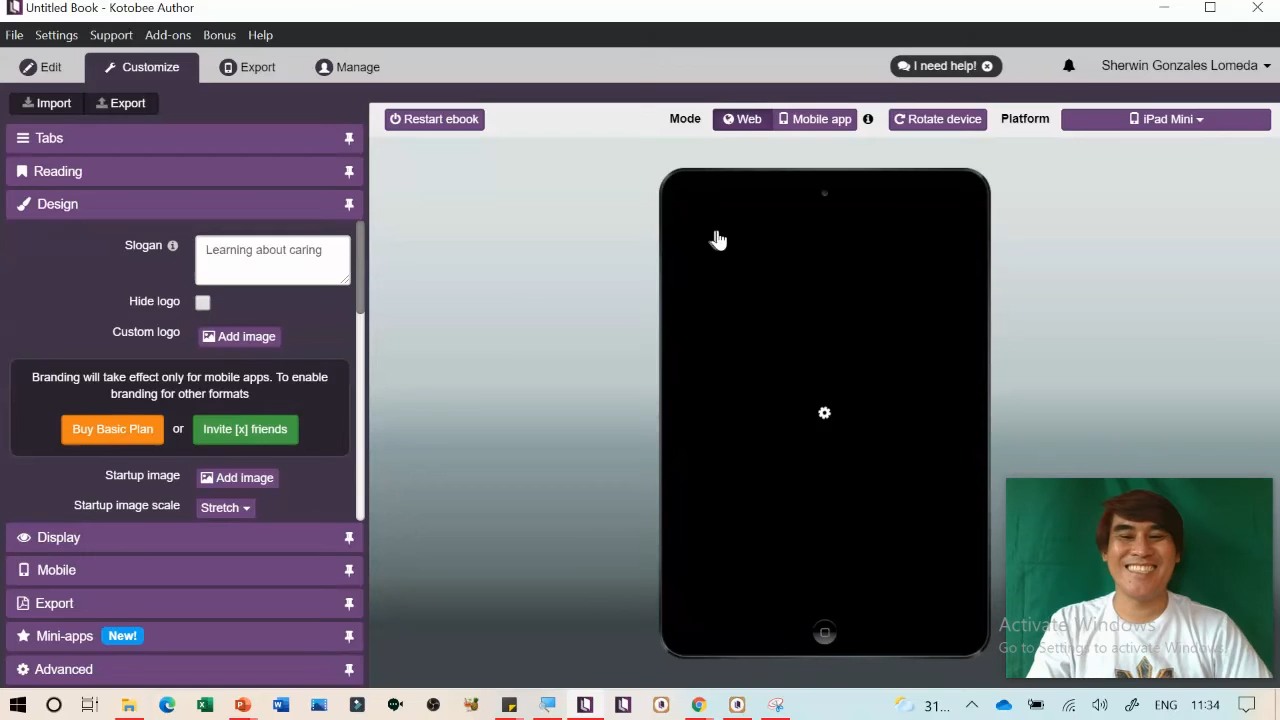 Untitled Book - Kotobee Author
File Settings Support Add-ons Bonus Help
Edit Customize Export Manage I need help! Sherwin Gonzales Lomeda
Import Export
Restart ebook Mode Web Mobile app Rotate device Platform iPad Mini
Tabs
Reading
Design
Slogan Learning about caring
Hide logo
Custom logo Add image
Branding will take effect only for mobile apps. To enable
branding for other formats
Buy Basic Plan or Invite [x] friends
Startup image Add image
Startup image scale Stretch
Display
Mobile
Export
Mini-apps New!
Advanced
Activate Windows
Go to Settings to activate Windows.
31... ENG 11:34